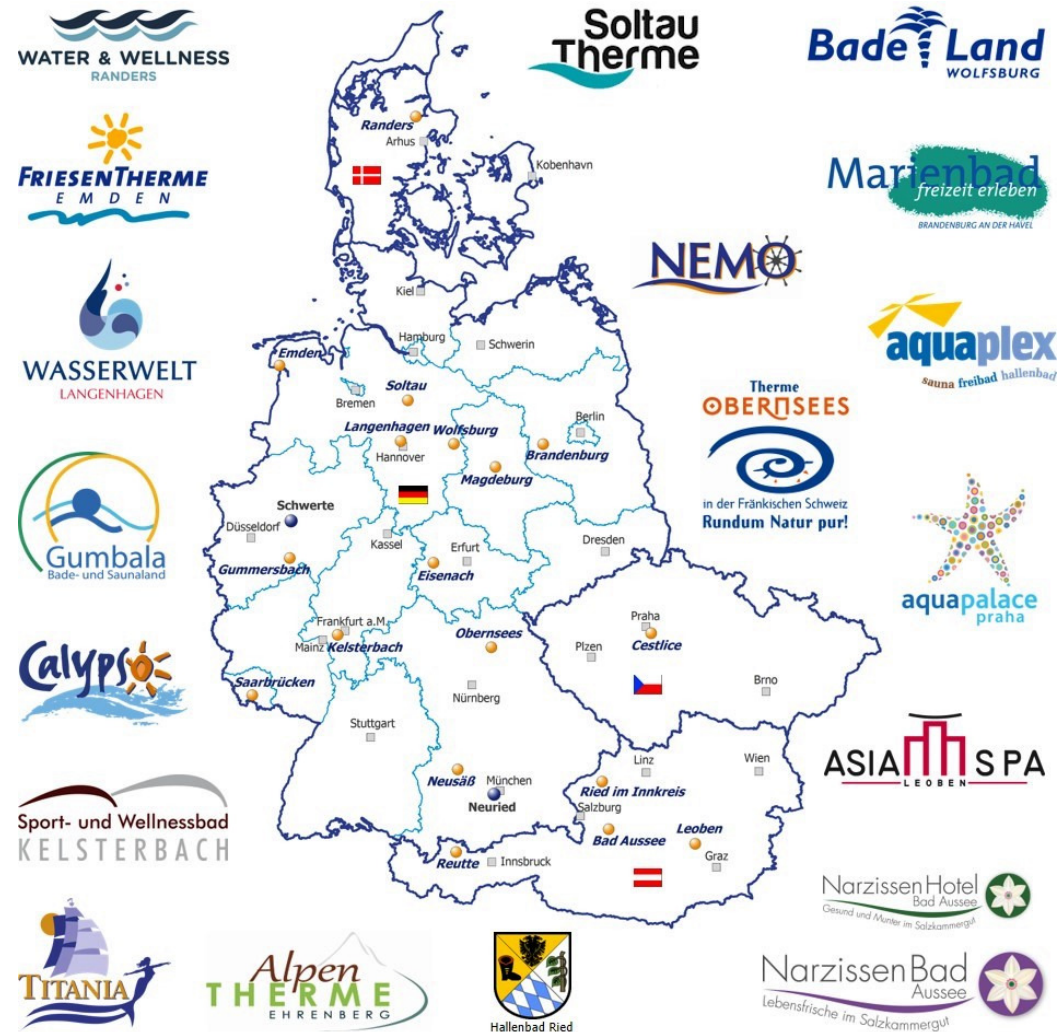 WATER & WELLNESS
RANDERS
Soltau
Therme
Bade Land
WOLFSBURG
FRIESENTHERME
EMDEN
Marienbad
freizeit erleben
BRANDENBURG AN DER HAVEL
NEMO
WASSERWELT
LANGENHAGEN
aquaplex
sauna freibad hallenbad
Therme
OBERNSEES
in der Fränkischen Schweiz
Rundum Natur pur!
Gumbala
Bade- und Saunaland
aquapalace
praha
Calypso
ASIA SPA
LEOBEN
Sport- und Wellnessbad
KELSTERBACH
Narzissen Hotel
Bad Aussee
Gesund und Munter im Salzkammergut
TITANIA
Alpen
THERME
EHRENBERG
Hallenbad Ried
Narzissen Bad
Aussee
Lebensfrische im Salzkammergut
Randers
Arhus
Kobenhavn
Kiel
Hamburg
Schwerin
Emden
Soltau
Bremen
Berlin
Langenhagen
Wolfsburg
Hannover
Brandenburg
Magdeburg
Schwerte
Düsseldorf
Kassel
Erfurt
Dresden
Gummersbach
Eisenach
Frankfurt a.M.
Mainz
Kelsterbach
Obernsees
Praha
Cestlice
Plzen
Saarbrücken
Nürnberg
Brno
Stuttgart
Linz
Wien
Neusäß
München
Neuried
Ried im Innkreis
Salzburg
Bad Aussee
Leoben
Graz
Reutte
Innsbruck